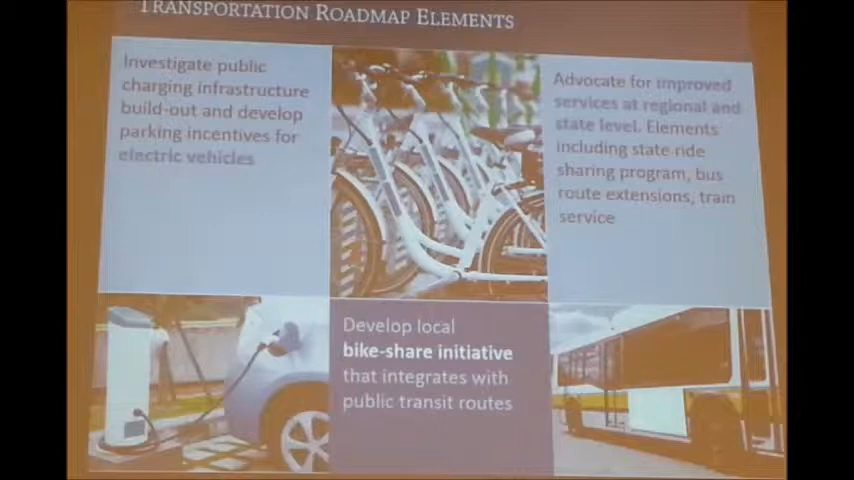 TRANSPORTATION ROADMAP ELEMENTS
Investigate public
charging infrastructure
build-out and develop
parking incentives for
electric vehicles
Advocate for improved
services at regional and
state level. Elements
including state ride
sharing program, bus
route extensions, train
service
Develop local
bike-share initiative
that integrates with
public transit routes